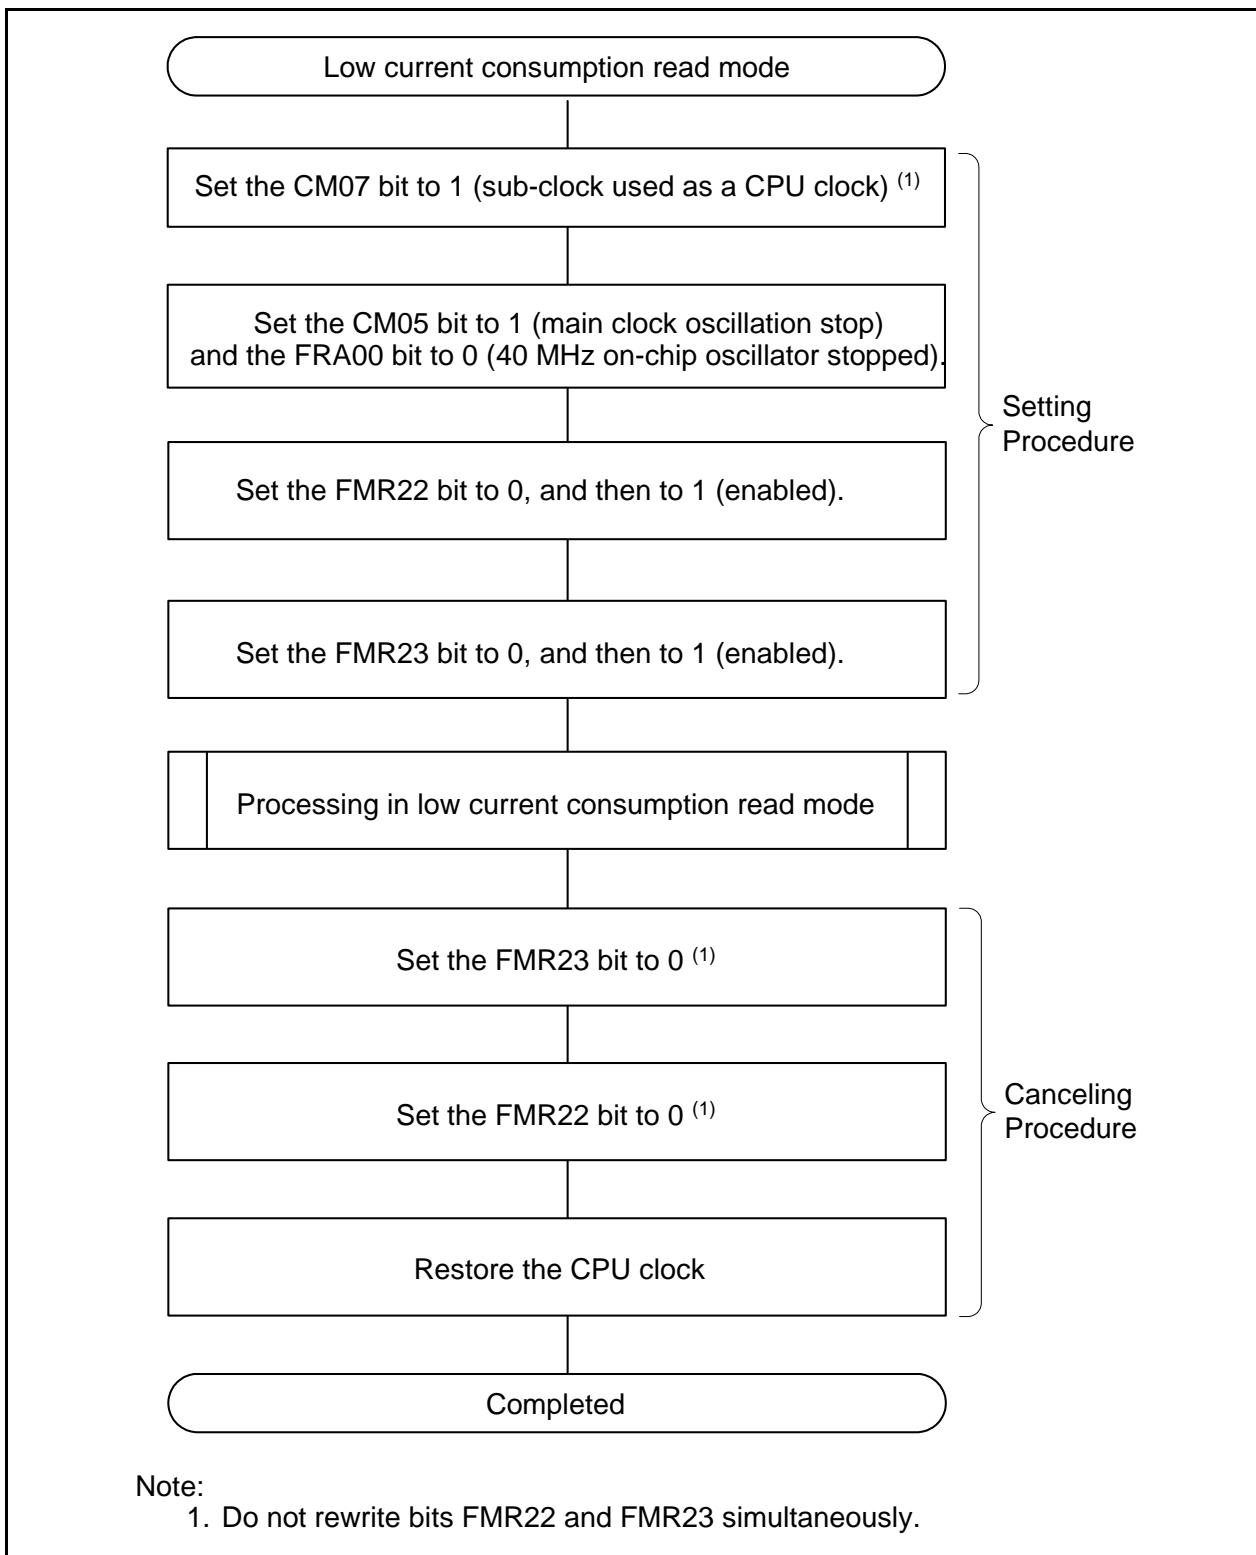 Low current consumption read mode
Set the CM07 bit to 1 (sub-clock used as a CPU clock) (1)
Set the CM05 bit to 1 (main clock oscillation stop)
and the FRA00 bit to 0 (40 MHz on-chip oscillator stopped).
Setting
Procedure
Set the FMR22 bit to 0, and then to 1 (enabled).
Set the FMR23 bit to 0, and then to 1 (enabled).
Processing in low current consumption read mode
Set the FMR23 bit to 0 (1)
Set the FMR22 bit to 0 (1)
Canceling
Procedure
Restore the CPU clock
Completed
Note:
1. Do not rewrite bits FMR22 and FMR23 simultaneously.